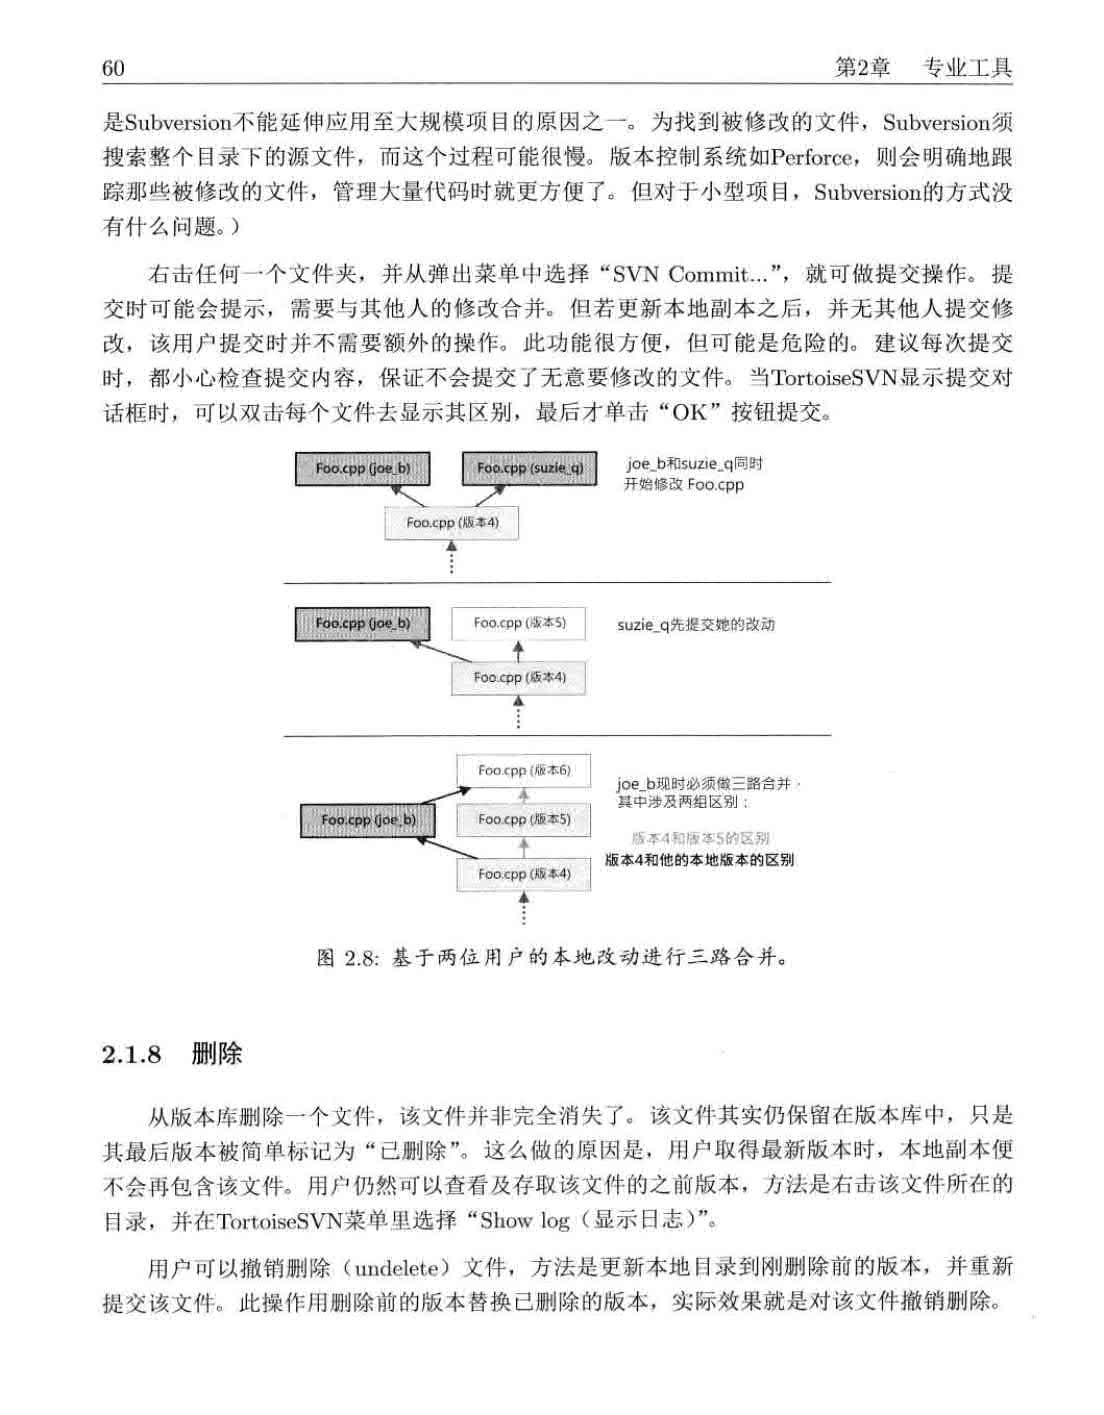 60
第2章 专业工具
是Subversion不能延伸应用至大规模项目的原因之一。为找到被修改的文件，Subversion须
搜索整个目录下的源文件，而这个过程可能很慢。版本控制系统如Perforce，则会明确地跟
踪那些被修改的文件，管理大量代码时就更方便了。但对于小型项目，Subversion的方式没
有什么问题。）
右击任何一个文件夹，并从弹出菜单中选择“SVN Commit...”，就可做提交操作。提
交时可能会提示，需要与其他人的修改合并。但若更新本地副本之后，并无其他人提交修
改，该用户提交时并不需要额外的操作。此功能很方便，但可能是危险的。建议每次提交
时，都小心检查提交内容，保证不会提交了无意要修改的文件。当TortoiseSVN显示提交对
话框时，可以双击每个文件去显示其区别，最后才单击“OK”按钮提交。
Foo.cpp (joe_b)
Foo.cpp (suzie_q)
joe_b和suzie_q同时
开始修改 Foo.cpp
Foo.cpp (版本4)
Foo.cpp (joe_b)
Foo.cpp (版本5)
suzie_q先提交她的改动
Foo.cpp (版本4)
Foo.cpp (版本6)
joe_b现时必须做三路合并，
其中涉及两组区别：
Foo.cpp (joe_b)
Foo.cpp (版本5)
版本4和版本5的区别
版本4和他的本地版本的区别
Foo.cpp (版本4)
图 2.8: 基于两位用户的本地改动进行三路合并。
2.1.8 删除
从版本库删除一个文件，该文件并非完全消失了。该文件其实仍保留在版本库中，只是
其最后版本被简单标记为“已删除”。这么做的原因是，用户取得最新版本时，本地副本便
不会再包含该文件。用户仍然可以查看及存取该文件的之前版本，方法是右击该文件所在的
目录，并在TortoiseSVN菜单里选择“Show log（显示日志）”。
用户可以撤销删除（undelete）文件，方法是更新本地目录到刚删除前的版本，并重新
提交该文件。此操作用删除前的版本替换已删除的版本，实际效果就是对该文件撤销删除。